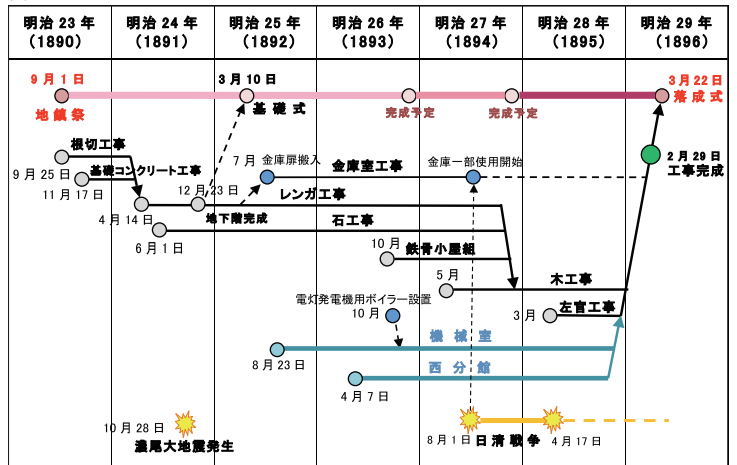 明治 23 年
（1890）
明治 24 年
（1891）
明治 25 年
（1892）
明治 26 年
（1893）
明治 27 年
（1894）
明治 28 年
（1895）
明治 29 年
（1896）
9 月 1 日
地鎮祭
3 月 10 日
基 礎 式
完成予定
完成予定
3 月 22 日
落 成 式
根切工事
9 月 25 日
基礎コンクリート工事
11 月 17 日
7 月 金庫扉搬入
金庫室工事
金庫一部使用開始
2 月 29 日
工事完成
12 月 23 日
レンガ工事
4 月 14 日
地下階完成
石工事
6 月 1 日
10 月
鉄骨小屋組
5 月
木工事
電灯発電機用ボイラー設置
10 月
3 月
左官工事
機 械 室
8 月 23 日
西 分 館
4 月 7 日
10 月 28 日
濃尾大地震発生
8 月 1 日
日 清 戦 争
4 月 17 日